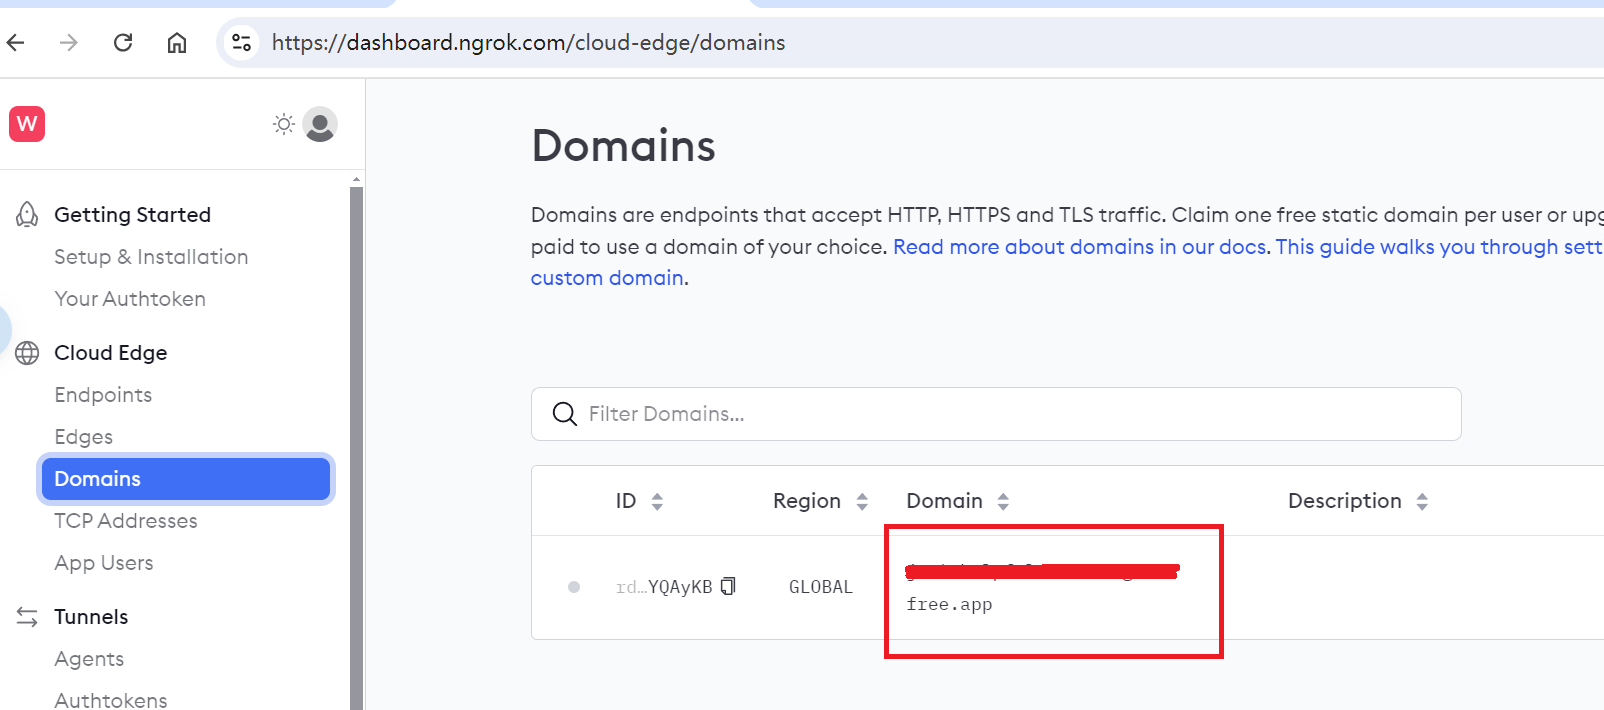 https://dashboard.ngrok.com/cloud-edge/domains
W
Getting Started
Setup & Installation
Your Authtoken
Cloud Edge
Endpoints
Edges
Domains
TCP Addresses
App Users
Tunnels
Agents
Authtokens
Domains
Domains are endpoints that accept HTTP, HTTPS and TLS traffic. Claim one free static domain per user or upg
paid to use a domain of your choice. Read more about domains in our docs. This guide walks you through sett
custom domain.
Filter Domains...
ID Region Domain Description
rd…YQAyKB GLOBAL
free.app